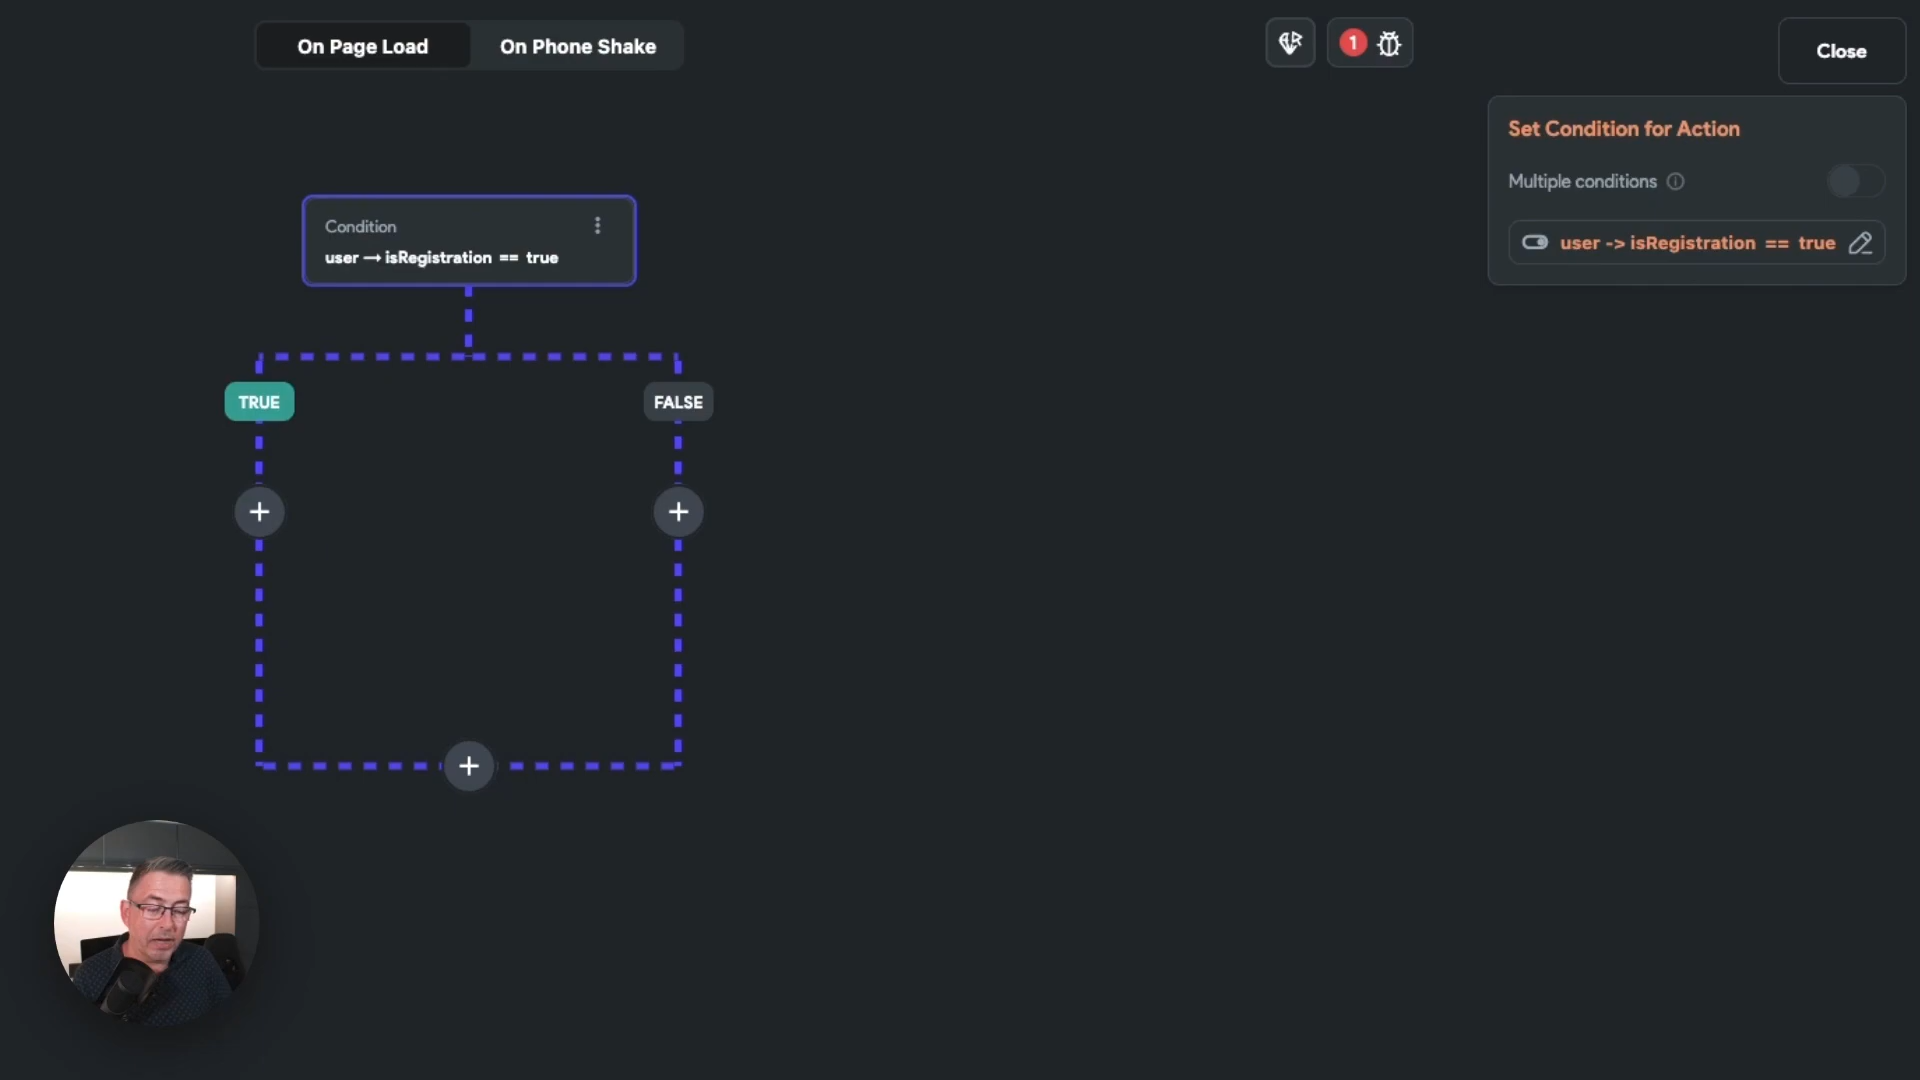 On Page Load
On Phone Shake
1
Close
Set Condition for Action
Multiple conditions
user -> isRegistration == true
Condition
user → isRegistration == true
TRUE
FALSE